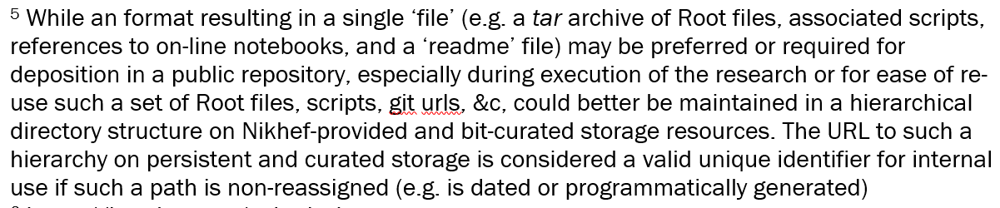 5 While an format resulting in a single ‘file’ (e.g. a tar archive of Root files, associated scripts,
references to on-line notebooks, and a ‘readme’ file) may be preferred or required for
deposition in a public repository, especially during execution of the research or for ease of re-
use such a set of Root files, scripts, git urls, &c, could better be maintained in a hierarchical
directory structure on Nikhef-provided and bit-curated storage resources. The URL to such a
hierarchy on persistent and curated storage is considered a valid unique identifier for internal
use if such a path is non-reassigned (e.g. is dated or programmatically generated)